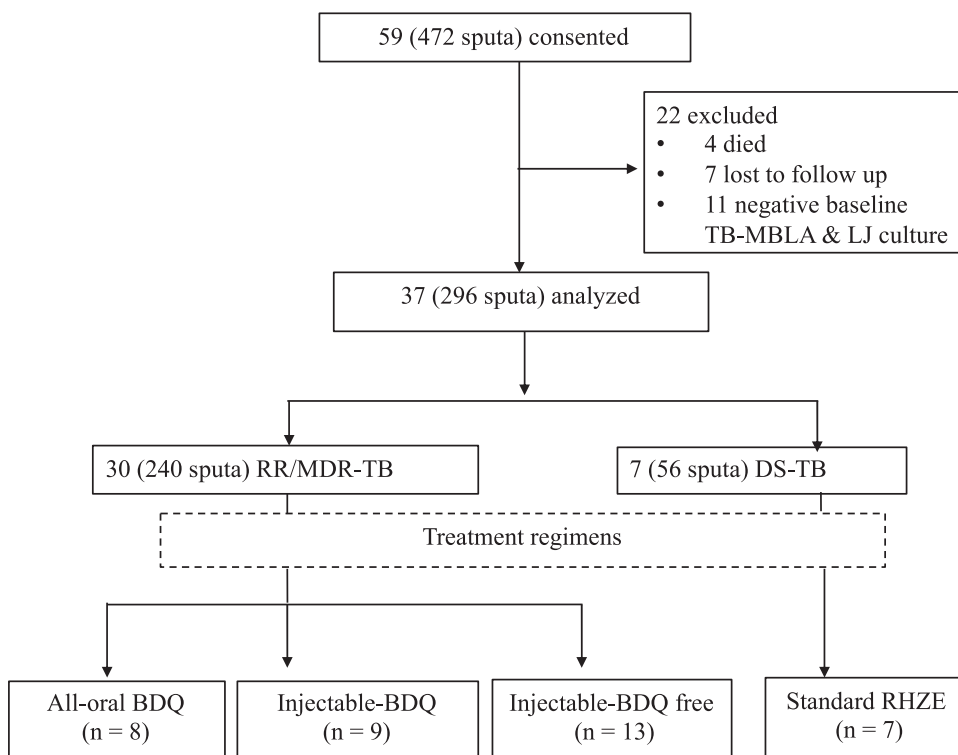 59 (472 sputa) consented
22 excluded
• 4 died
• 7 lost to follow up
• 11 negative baseline
TB-MBLA & LJ culture
37 (296 sputa) analyzed
30 (240 sputa) RR/MDR-TB
7 (56 sputa) DS-TB
Treatment regimens
All-oral BDQ
(n = 8)
Injectable-BDQ
(n = 9)
Injectable-BDQ free
(n = 13)
Standard RHZE
(n = 7)